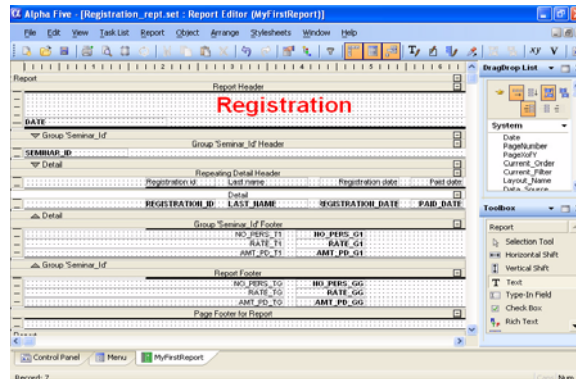 Alpha Five - [Registration_rept.set : Report Editor (MyFirstReport)]
File Edit View Task List Report Object Arrange Stylesheets Window Help
Report
Report Header
Registration
DATE
Group 'Seminar_Id'
Group 'Seminar_Id' Header
SEMINAR_ID
Detail
Repeating Detail Header
Registration id Last name Registration date Paid date
Detail
REGISTRATION_ID LAST_NAME REGISTRATION_DATE PAID_DATE
Detail
Group 'Seminar_Id' Footer
NO_PERS_T1 NO_PERS_G1
RATE_T1 RATE_G1
AMT_PD_T1 AMT_PD_G1
Group 'Seminar_Id'
Report Footer
NO_PERS_TG NO_PERS_GG
RATE_TG RATE_GG
AMT_PD_TG AMT_PD_GG
Page Footer for Report
DragDrop List
System
Date
PageNumber
PageXofY
Current_Order
Current_Filter
Layout_Name
Data_Source
Toolbox
Report
Selection Tool
Horizontal Shift
Vertical Shift
Text
Type-In Field
Check Box
Rich Text
Control Panel Menu MyFirstReport
Record: 7 Num